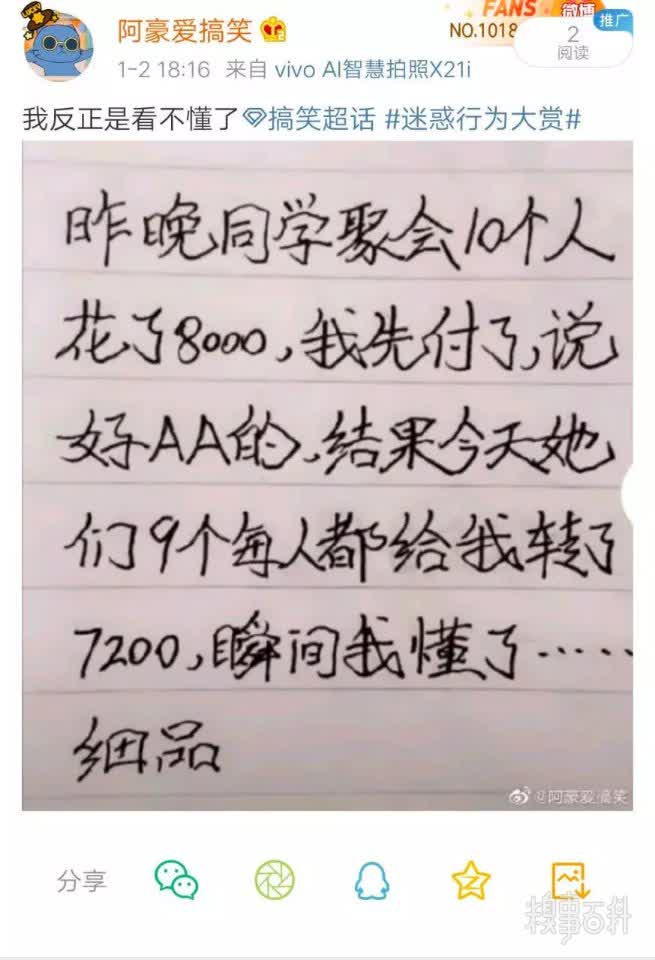 阿豪爱搞笑
FANS 微博
NO.1018
推广
2
阅读
1-2 18:16 来自 vivo AI智慧拍照X21i
我反正是看不懂了搞笑超话 #迷惑行为大赏#
昨晚同学聚会10个人
花了8000,我先付了,说
好AA的,结果今天她
们9个每人都给我转了
7200,瞬间我懂了……
细品
@阿豪爱搞笑
分享
糗事百科